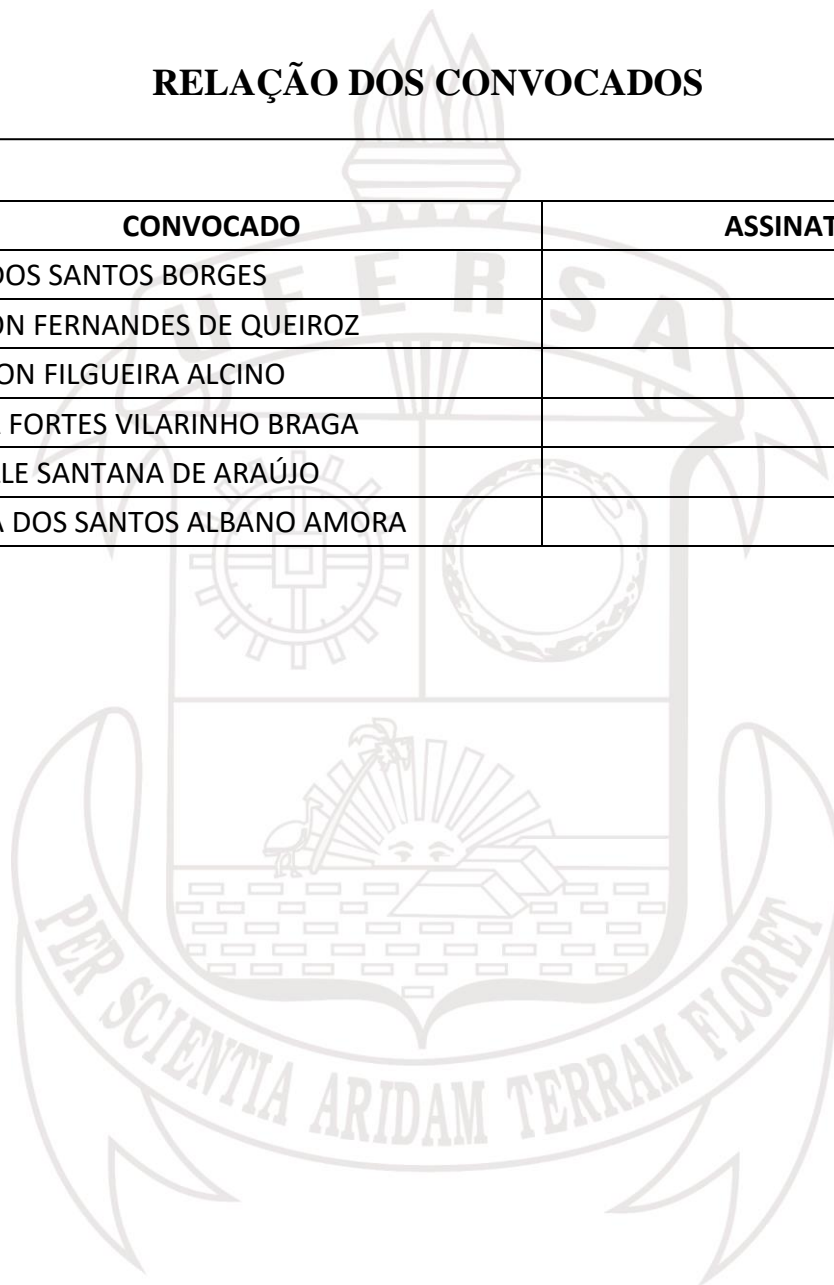 RELAÇÃO DOS CONVOCADOS
CONVOCADO ASSINAT
DOS SANTOS BORGES
ON FERNANDES DE QUEIROZ
ON FILGUEIRA ALCINO
FORTES VILARINHO BRAGA
LE SANTANA DE ARAÚJO
A DOS SANTOS ALBANO AMORA
UFERSA
PER SCIENTIA ARIDAM TERRAM FLORET